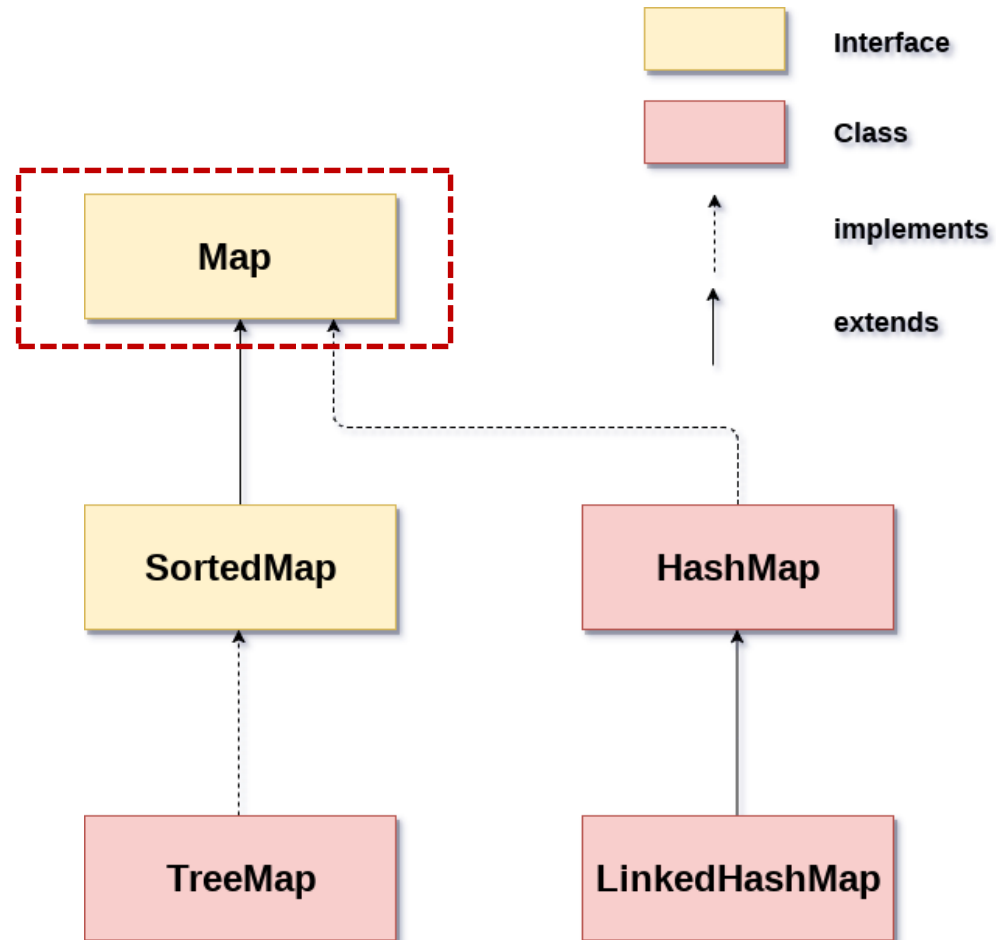 Interface
Class
implements
extends
Map
SortedMap
HashMap
TreeMap
LinkedHashMap